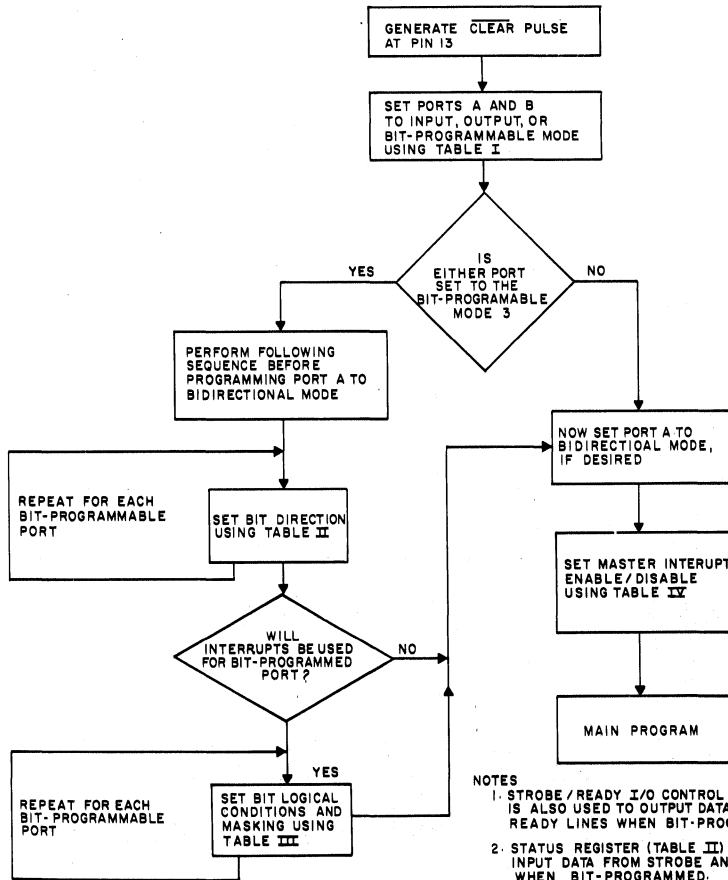 GENERATE CLEAR PULSE
AT PIN 13
SET PORTS A AND B
TO INPUT, OUTPUT, OR
BIT-PROGRAMMABLE MODE
USING TABLE I
IS
EITHER PORT
SET TO THE
BIT-PROGRAMABLE
MODE 3
YES
NO
PERFORM FOLLOWING
SEQUENCE BEFORE
PROGRAMMING PORT A TO
BIDIRECTIONAL MODE
REPEAT FOR EACH
BIT-PROGRAMMABLE
PORT
SET BIT DIRECTION
USING TABLE II
WILL
INTERRUPTS BE USED
FOR BIT-PROGRAMMED
PORT?
NO
YES
REPEAT FOR EACH
BIT-PROGRAMMABLE
PORT
SET BIT LOGICAL
CONDITIONS AND
MASKING USING
TABLE III
NOW SET PORT A TO
BIDIRECTIOAL MODE,
IF DESIRED
SET MASTER INTERUPT
ENABLE/DISABLE
USING TABLE IV
MAIN PROGRAM
NOTES
1. STROBE/READY I/O CONTROL
IS ALSO USED TO OUTPUT DATA
READY LINES WHEN BIT-PROG
2. STATUS REGISTER (TABLE II)
INPUT DATA FROM STROBE AN
WHEN BIT-PROGRAMMED.